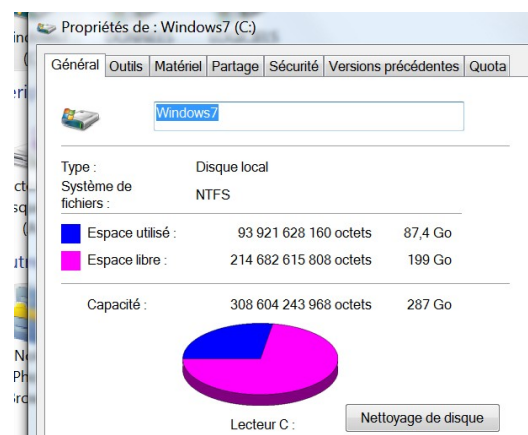 Propriétés de : Windows7 (C:)
Général Outils Matériel Partage Sécurité Versions précédentes Quota
Windows7
Type : Disque local
Système de fichiers : NTFS
Espace utilisé : 93 921 628 160 octets 87,4 Go
Espace libre : 214 682 615 808 octets 199 Go
Capacité : 308 604 243 968 octets 287 Go
Lecteur C : Nettoyage de disque